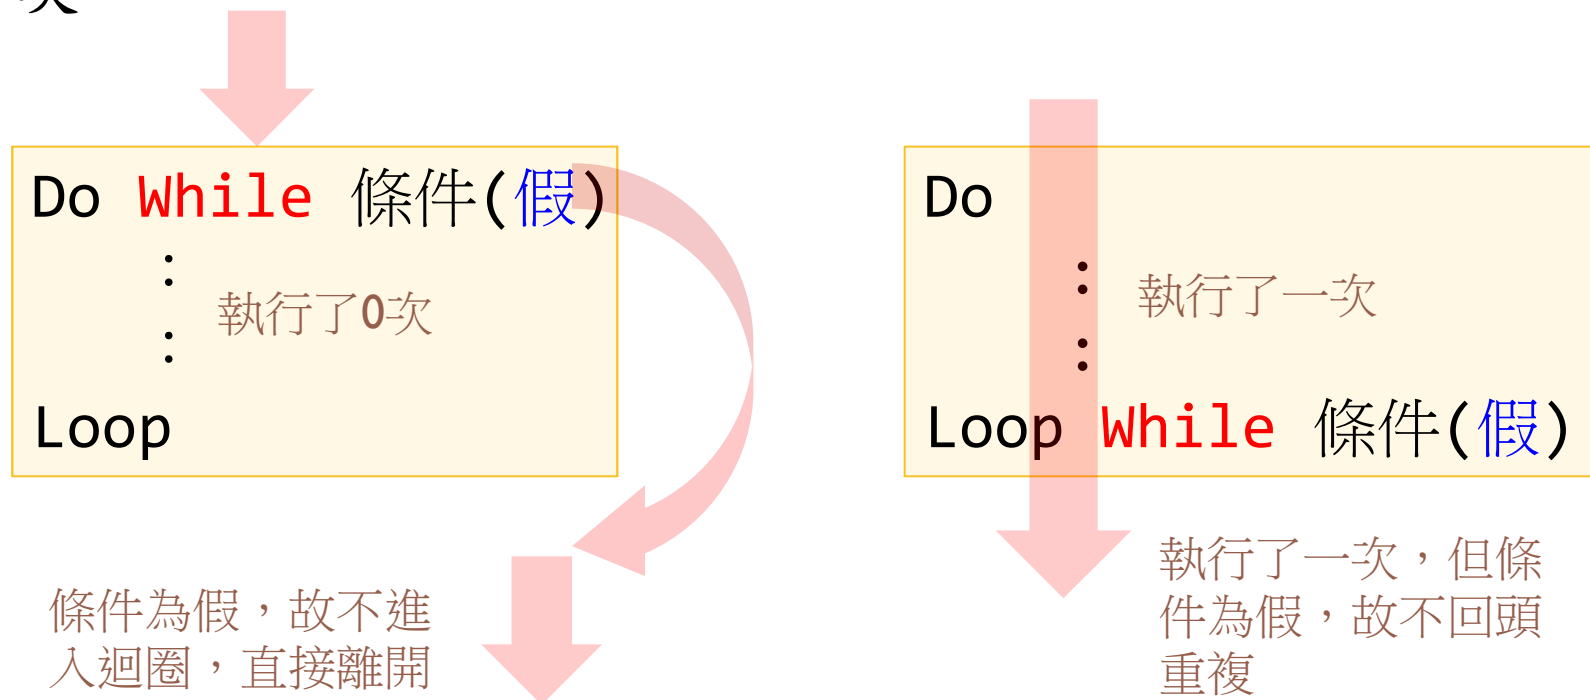 Do While 條件(假)
:
執行了0次
:
Loop
條件為假，故不進
入迴圈，直接離開
Do
:
執行了一次
:
Loop While 條件(假)
執行了一次，但條
件為假，故不回頭
重複